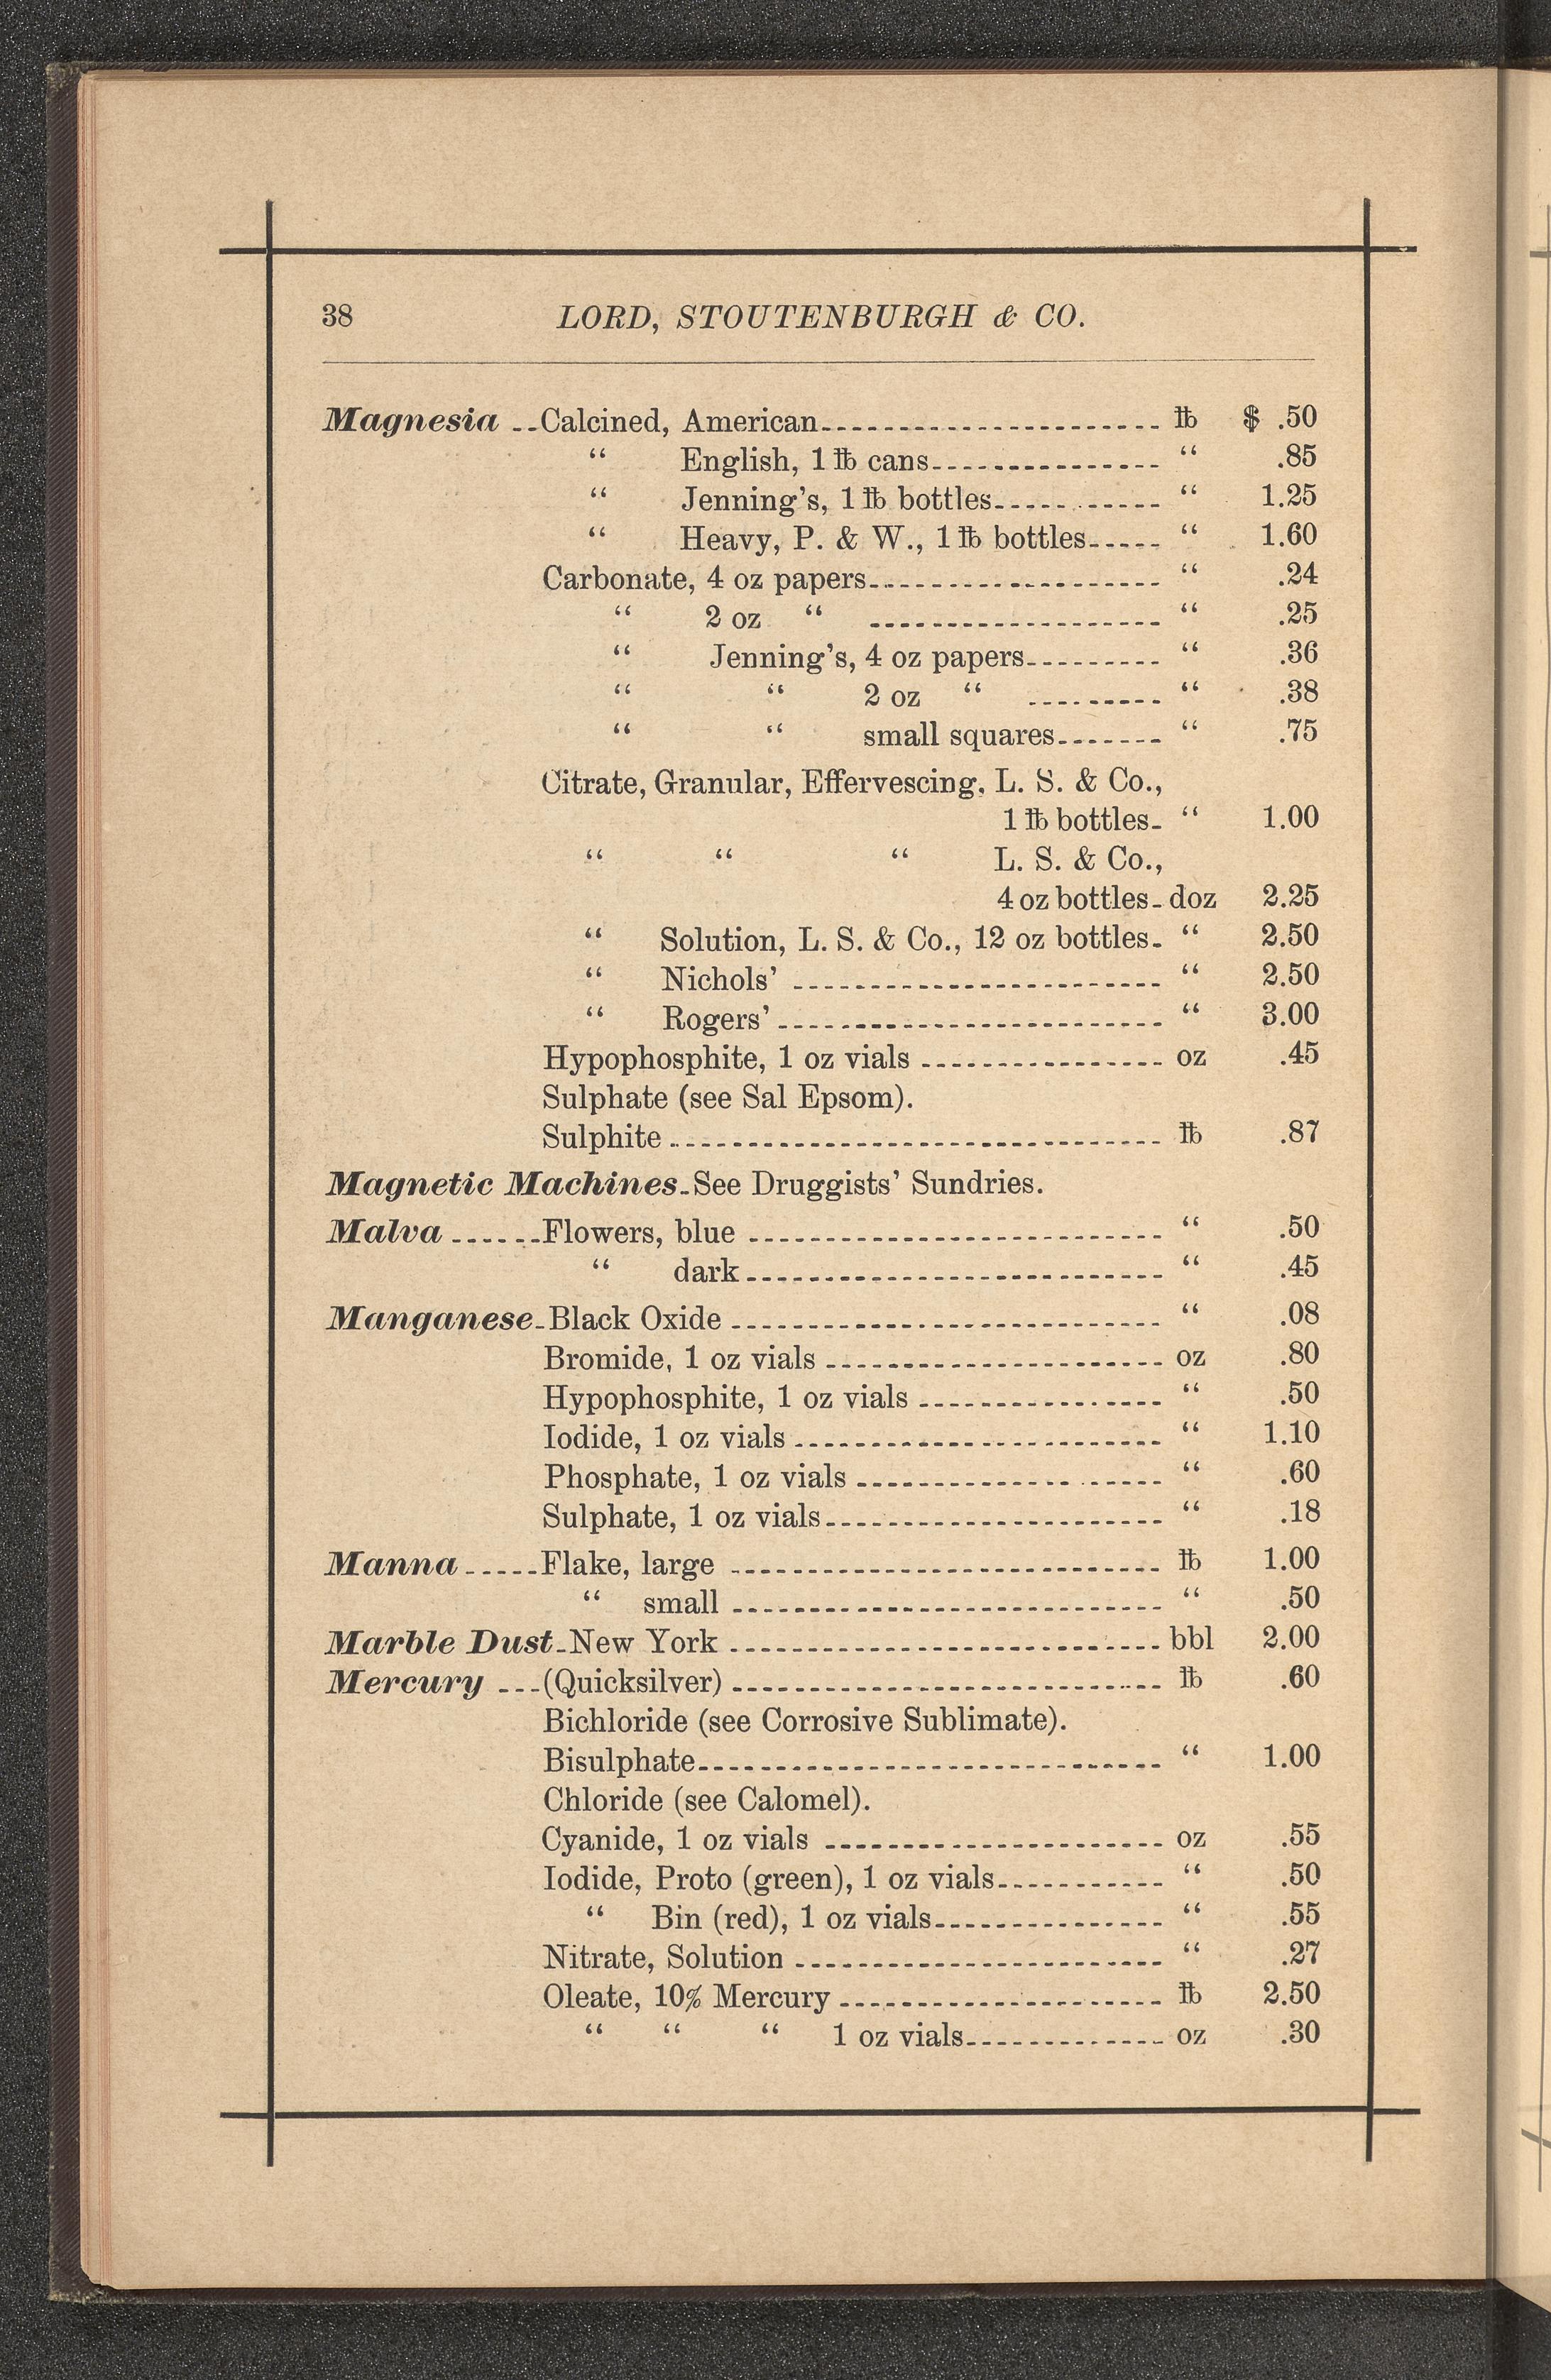 38 LORD, STOUTENBURGH & CO.
Magnesia --Calcined, American---------------------- ℔ $ .50
“ English, 1 ℔ cans--------------- “ .85
“ Jenning’s, 1 ℔ bottles----------- “ 1.25
“ Heavy, P. & W., 1 ℔ bottles----- “ 1.60
Carbonate, 4 oz papers------------------- “ .24
“ 2 oz “ ------------------- “ .25
“ Jenning’s, 4 oz papers--------- “ .36
“ “ 2 oz “ --------- “ .38
“ “ small squares------- “ .75
Citrate, Granular, Effervescing, L. S. & Co.,
1 ℔ bottles- “ 1.00
“ “ “ L. S. & Co.,
4 oz bottles- doz 2.25
“ Solution, L. S. & Co., 12 oz bottles- “ 2.50
“ Nichols’ ------------------------ “ 2.50
“ Rogers’------------------------- “ 3.00
Hypophosphite, 1 oz vials ---------------- oz .45
Sulphate (see Sal Epsom).
Sulphite-------------------------------- ℔ .87
Magnetic Machines-See Druggists’ Sundries.
Malva ------Flowers, blue --------------------------- “ .50
“ dark--------------------------- “ .45
Manganese-Black Oxide ---------------------------- “ .08
Bromide, 1 oz vials ---------------------- oz .80
Hypophosphite, 1 oz vials ---------------- “ .50
Iodide, 1 oz vials------------------------ “ 1.10
Phosphate, 1 oz vials -------------------- “ .60
Sulphate, 1 oz vials---------------------- “ .18
Manna-----Flake, large ---------------------------- ℔ 1.00
“ small ---------------------------- “ .50
Marble Dust-New York ---------------------------- bbl 2.00
Mercury ---(Quicksilver)---------------------------- ℔ .60
Bichloride (see Corrosive Sublimate).
Bisulphate------------------------------ “ 1.00
Chloride (see Calomel).
Cyanide, 1 oz vials ---------------------- oz .55
Iodide, Proto (green), 1 oz vials----------- “ .50
“ Bin (red), 1 oz vials--------------- “ .55
Nitrate, Solution ------------------------ “ .27
Oleate, 10% Mercury--------------------- ℔ 2.50
“ “ “ 1 oz vials------------- oz .30